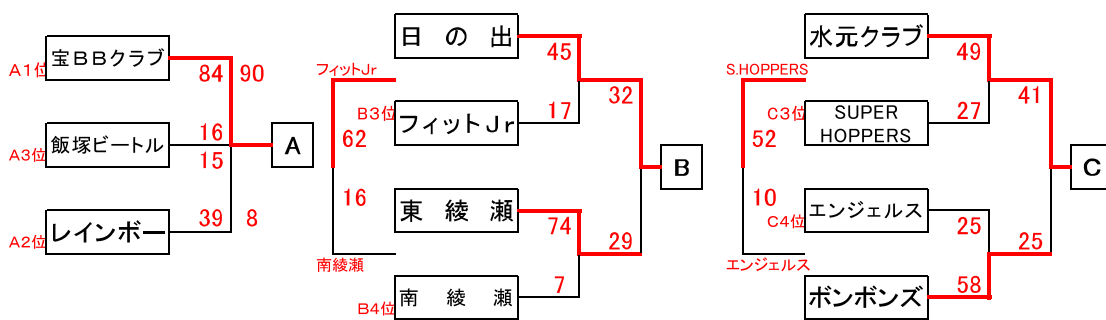 A1位
宝BBクラブ
84
90
A3位
飯塚ビートル
16
15
A2位
レインボー
39
8
A
日の出
45
フィットJr
62
B3位
フィットJr
17
32
16
南綾瀬
東綾瀬
74
29
B4位
南綾瀬
7
B
水元クラブ
49
S.HOPPERS
52
C3位
SUPER
HOPPERS
27
41
10
エンジェルス
C4位
エンジェルス
25
25
ボンボンズ
58
C